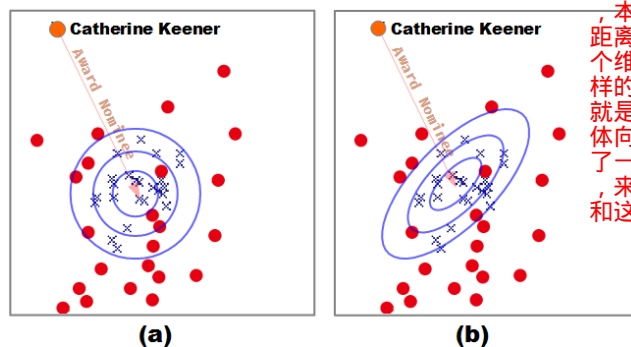 Catherine Keener
Award Nominee
(a)
Catherine Keener
Award Nominee
(b)
，本
距离
个维
样的
就是
体向
了一
，来
和这